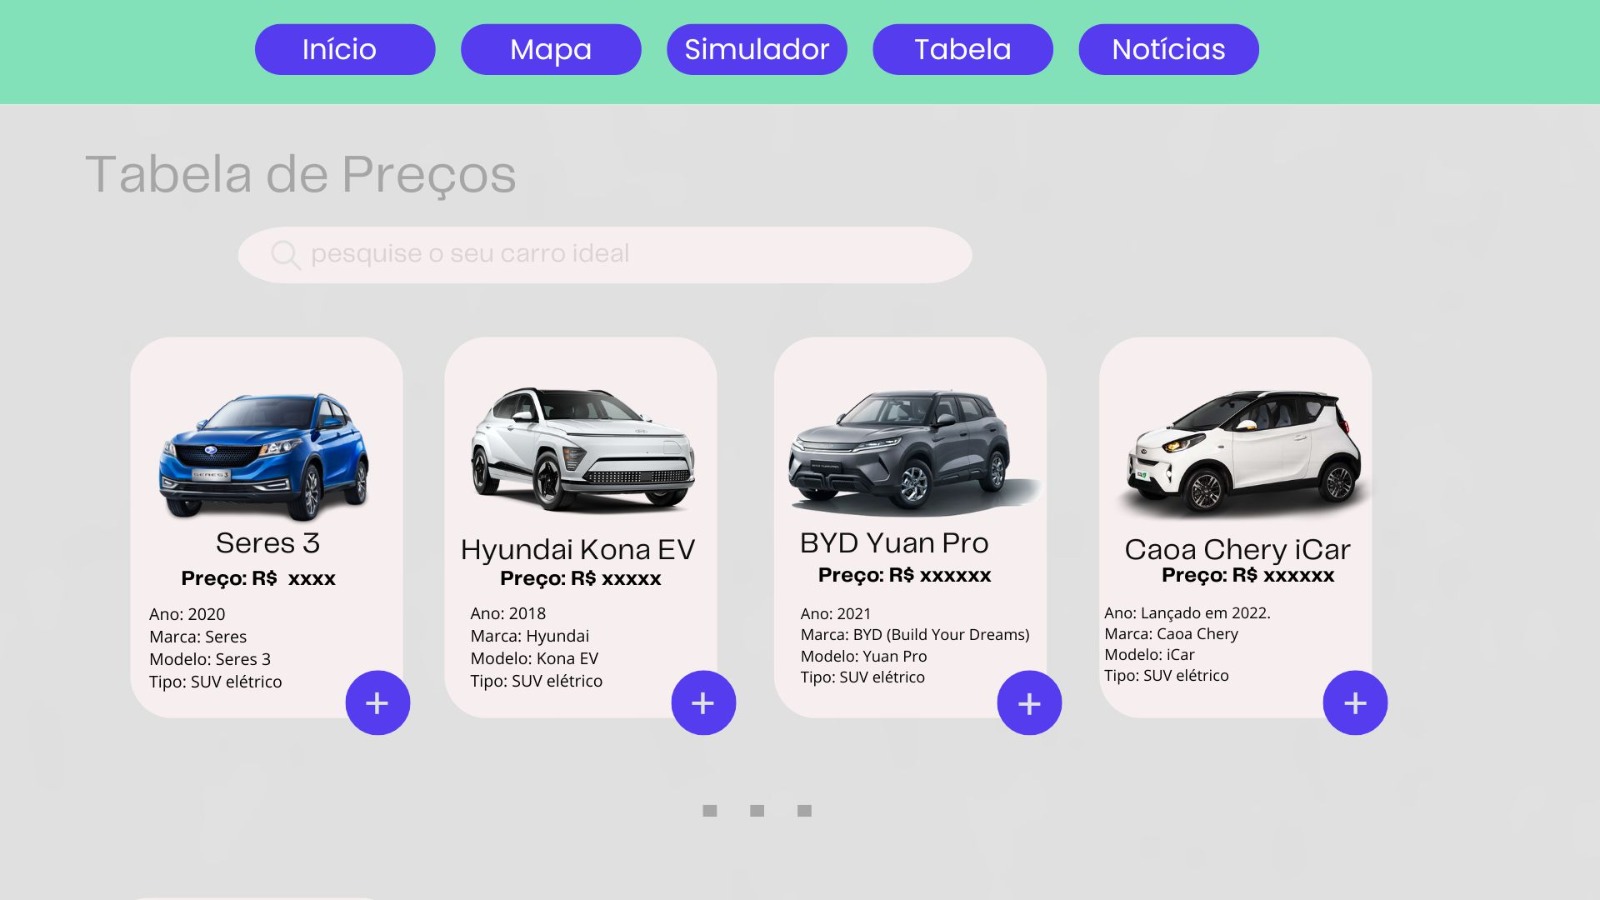 Início
Mapa
Simulador
Tabela
Notícias
Tabela de Preços
pesquise o seu carro ideal
SERES 3
Seres 3
Preço: R$ xxxx
Ano: 2020
Marca: Seres
Modelo: Seres 3
Tipo: SUV elétrico
+
Hyundai Kona EV
Preço: R$ xxxxx
Ano: 2018
Marca: Hyundai
Modelo: Kona EV
Tipo: SUV elétrico
+
BYD Yuan Pro
Preço: R$ xxxxxx
Ano: 2021
Marca: BYD (Build Your Dreams)
Modelo: Yuan Pro
Tipo: SUV elétrico
+
Caoa Chery iCar
Preço: R$ xxxxxx
Ano: Lançado em 2022.
Marca: Caoa Chery
Modelo: iCar
Tipo: SUV elétrico
+